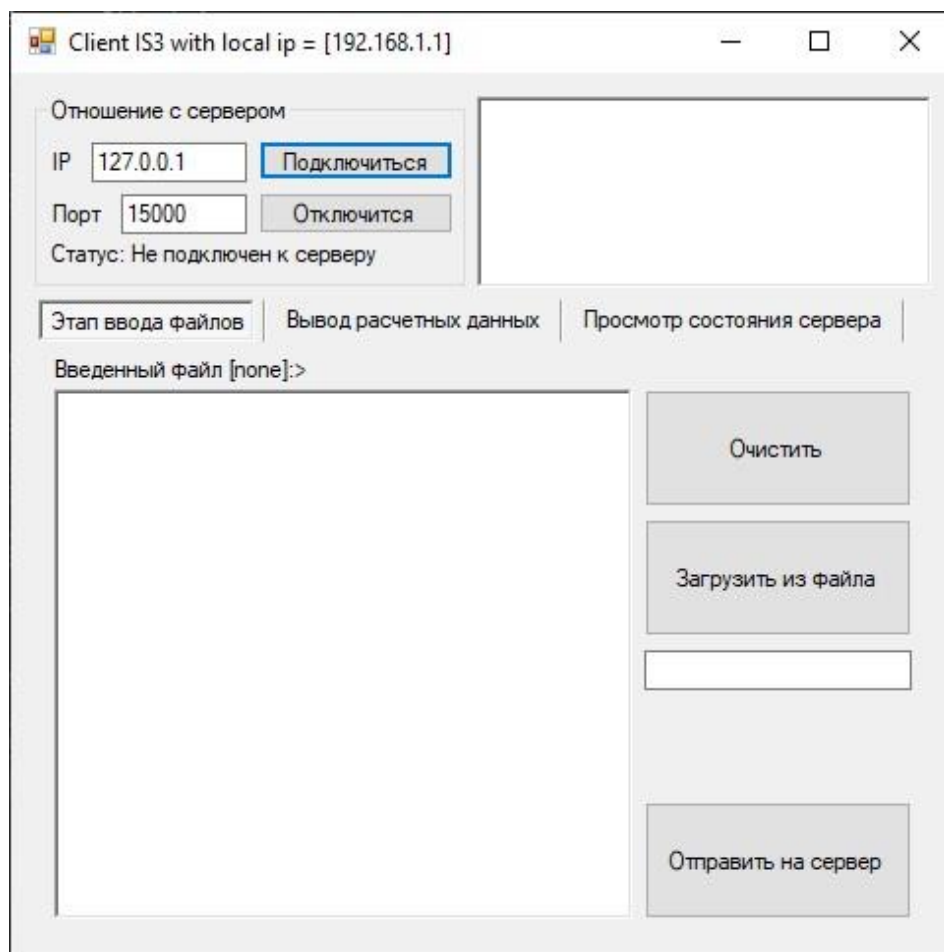 Client IS3 with local ip = [192.168.1.1]
Отношение с сервером
IP 127.0.0.1 Подключиться
Порт 15000 Отключится
Статус: Не подключен к серверу
Этап ввода файлов Вывод расчетных данных Просмотр состояния сервера
Введенный файл [none]:>
Очистить
Загрузить из файла
Отправить на сервер